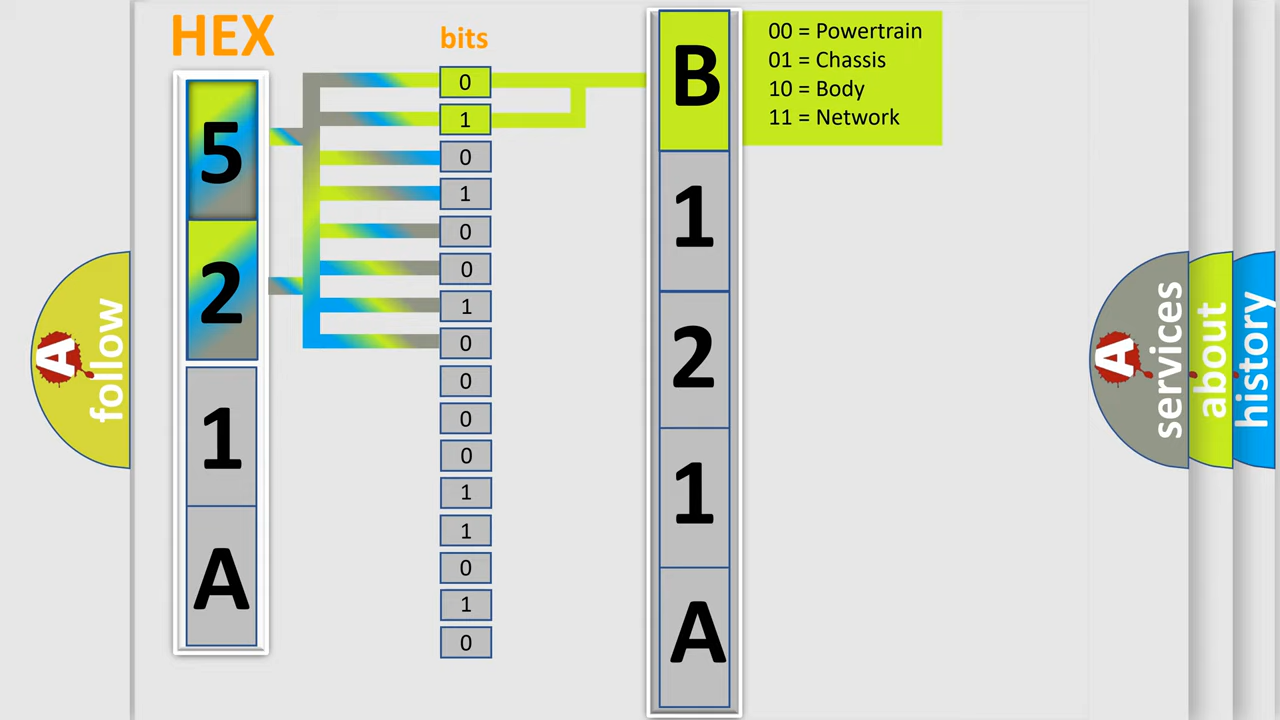 HEX
bits
5
2
1
A
0
1
0
1
0
0
1
0
0
0
0
1
1
0
1
0
B
1
2
1
A
00 = Powertrain
01 = Chassis
10 = Body
11 = Network
A
follow
A
services
about
history